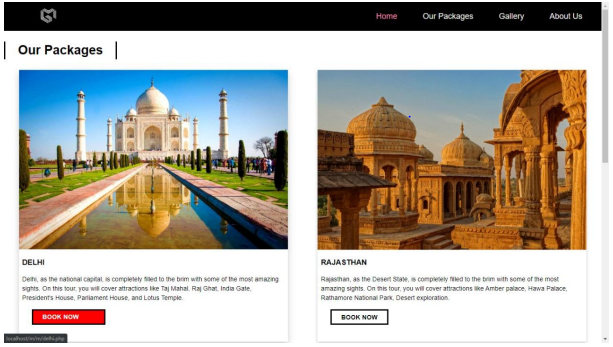 Home Our Packages Gallery About Us
Our Packages
DELHI
Delhi, as the national capital, is completely filled to the brim with some of the most amazing
sights. On this tour, you will cover attractions like Taj Mahal, Raj Ghat, India Gate,
President's House, Parliament House, and Lotus Temple.
BOOK NOW
RAJASTHAN
Rajasthan, as the Desert State, is completely filled to the brim with some of the most
amazing sights. On this tour, you will cover attractions like Amber palace, Hawa Palace,
Rathamore National Park, Desert exploration.
BOOK NOW
localhost/m/m/delhi.php